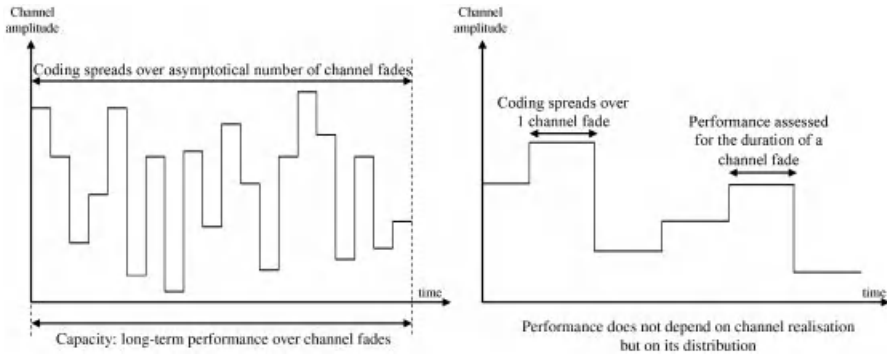 Channel
amplitude
Coding spreads over asymptotical number of channel fades
time
Capacity: long-term performance over channel fades
Channel
amplitude
Coding spreads over
1 channel fade
Performance assessed
for the duration of a
channel fade
time
Performance does not depend on channel realisation
but on its distribution